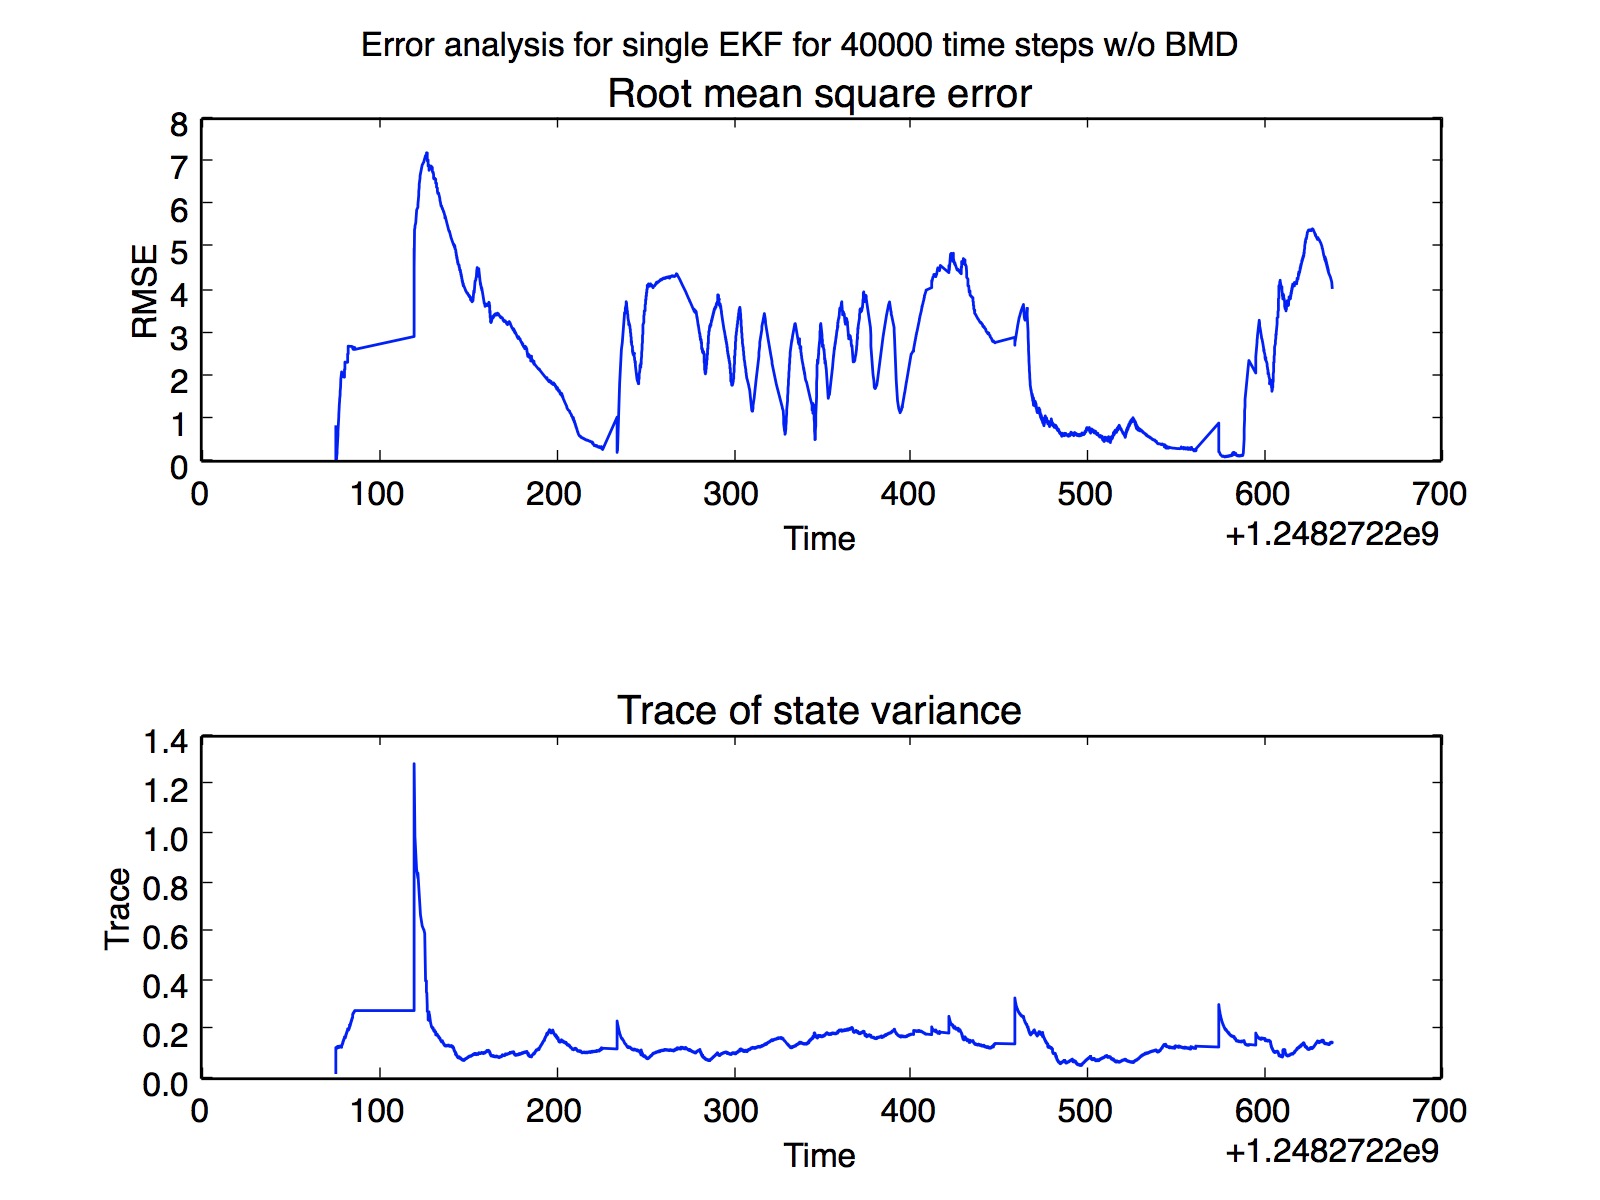 Error analysis for single EKF for 40000 time steps w/o BMD
Root mean square error
8
7
6
5
4
3
2
1
0
RMSE
0 100 200 300 400 500 600 700
Time
+1.2482722e9
Trace of state variance
1.4
1.2
1.0
0.8
0.6
0.4
0.2
0.0
Trace
0 100 200 300 400 500 600 700
Time
+1.2482722e9